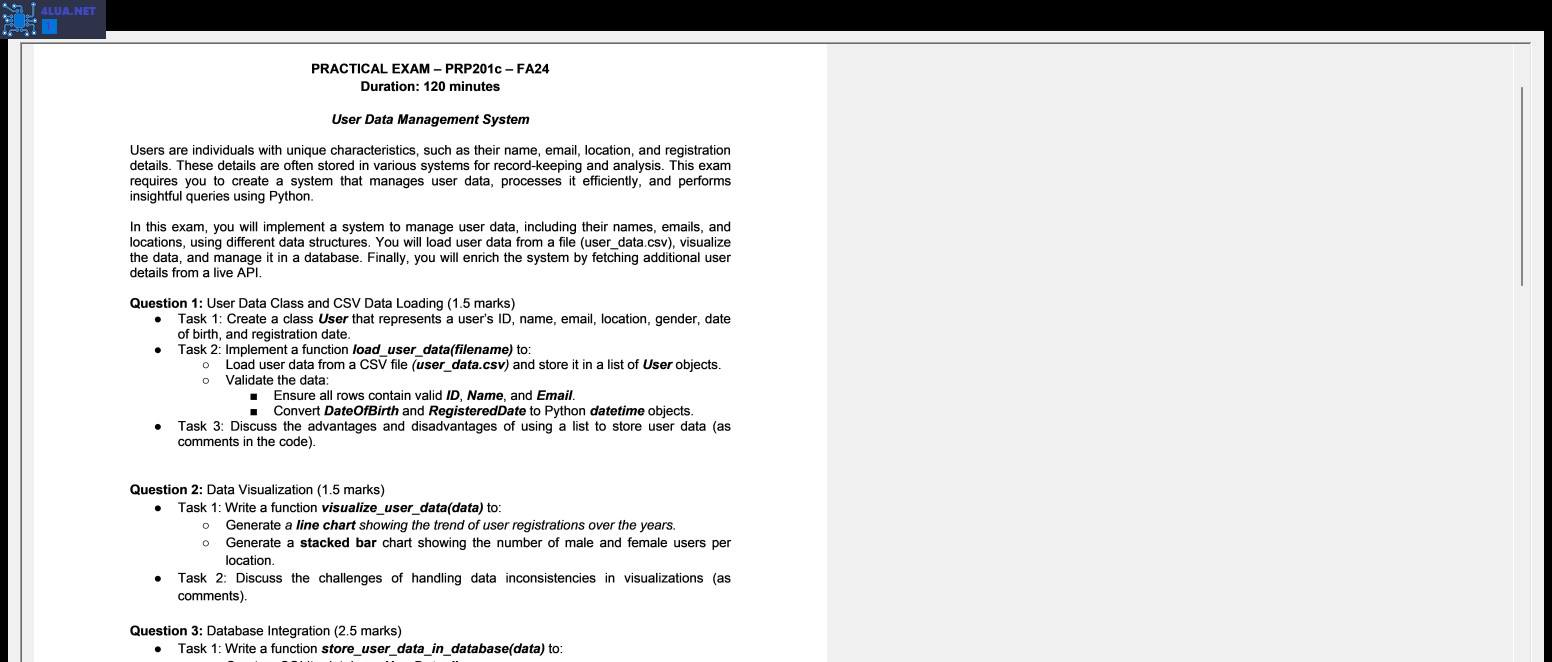 4LUA.NET
PRACTICAL EXAM – PRP201c – FA24
Duration: 120 minutes
User Data Management System
Users are individuals with unique characteristics, such as their name, email, location, and registration
details. These details are often stored in various systems for record-keeping and analysis. This exam
requires you to create a system that manages user data, processes it efficiently, and performs
insightful queries using Python.
In this exam, you will implement a system to manage user data, including their names, emails, and
locations, using different data structures. You will load user data from a file (user_data.csv), visualize
the data, and manage it in a database. Finally, you will enrich the system by fetching additional user
details from a live API.
Question 1: User Data Class and CSV Data Loading (1.5 marks)
● Task 1: Create a class User that represents a user's ID, name, email, location, gender, date
of birth, and registration date.
● Task 2: Implement a function load_user_data(filename) to:
○ Load user data from a CSV file (user_data.csv) and store it in a list of User objects.
○ Validate the data:
■ Ensure all rows contain valid ID, Name, and Email.
■ Convert DateOfBirth and RegisteredDate to Python datetime objects.
● Task 3: Discuss the advantages and disadvantages of using a list to store user data (as
comments in the code).
Question 2: Data Visualization (1.5 marks)
● Task 1: Write a function visualize_user_data(data) to:
○ Generate a line chart showing the trend of user registrations over the years.
○ Generate a stacked bar chart showing the number of male and female users per
location.
● Task 2: Discuss the challenges of handling data inconsistencies in visualizations (as
comments).
Question 3: Database Integration (2.5 marks)
● Task 1: Write a function store_user_data_in_database(data) to: